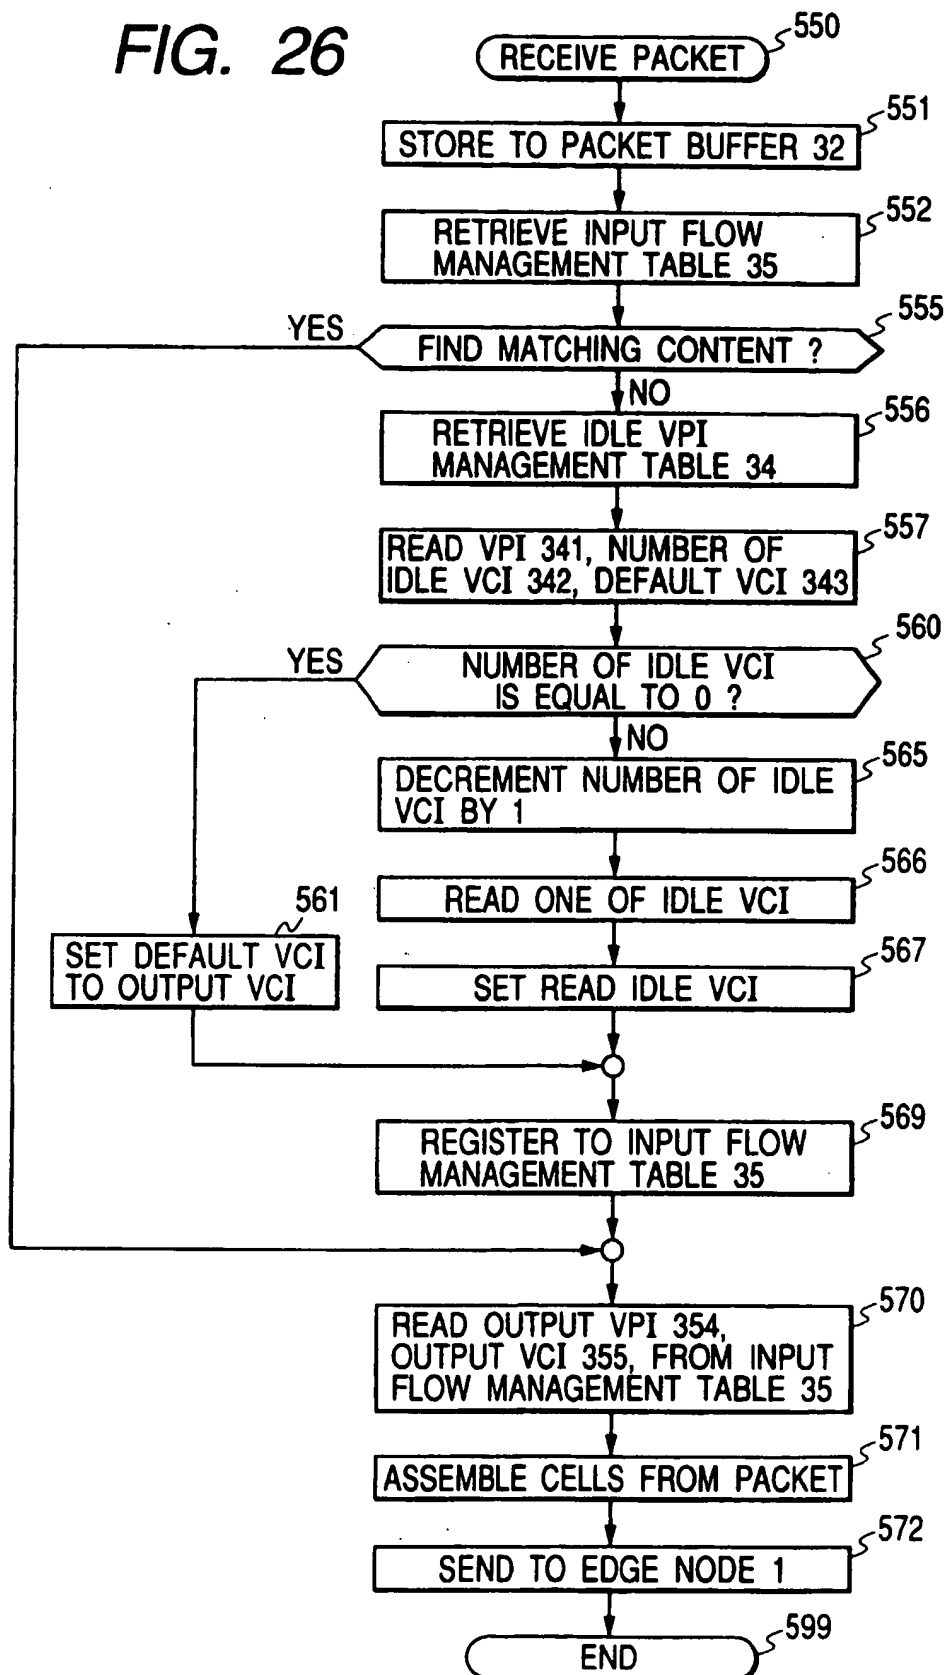 FIG. 26
RECEIVE PACKET
550
STORE TO PACKET BUFFER 32
551
RETRIEVE INPUT FLOW
MANAGEMENT TABLE 35
552
YES
FIND MATCHING CONTENT ?
555
NO
RETRIEVE IDLE VPI
MANAGEMENT TABLE 34
556
READ VPI 341, NUMBER OF
IDLE VCI 342, DEFAULT VCI 343
557
YES
NUMBER OF IDLE VCI
IS EQUAL TO 0 ?
560
NO
DECREMENT NUMBER OF IDLE
VCI BY 1
565
READ ONE OF IDLE VCI
566
561
SET DEFAULT VCI
TO OUTPUT VCI
SET READ IDLE VCI
567
REGISTER TO INPUT FLOW
MANAGEMENT TABLE 35
569
READ OUTPUT VPI 354,
OUTPUT VCI 355, FROM INPUT
FLOW MANAGEMENT TABLE 35
570
ASSEMBLE CELLS FROM PACKET
571
SEND TO EDGE NODE 1
572
END
599